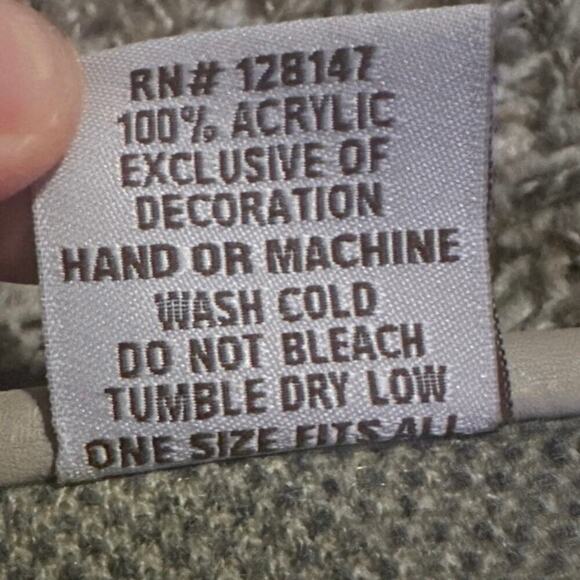 RN# 128147
100% ACRYLIC
EXCLUSIVE OF
DECORATION
HAND OR MACHINE
WASH COLD
DO NOT BLEACH
TUMBLE DRY LOW
ONE SIZE FITS ALL